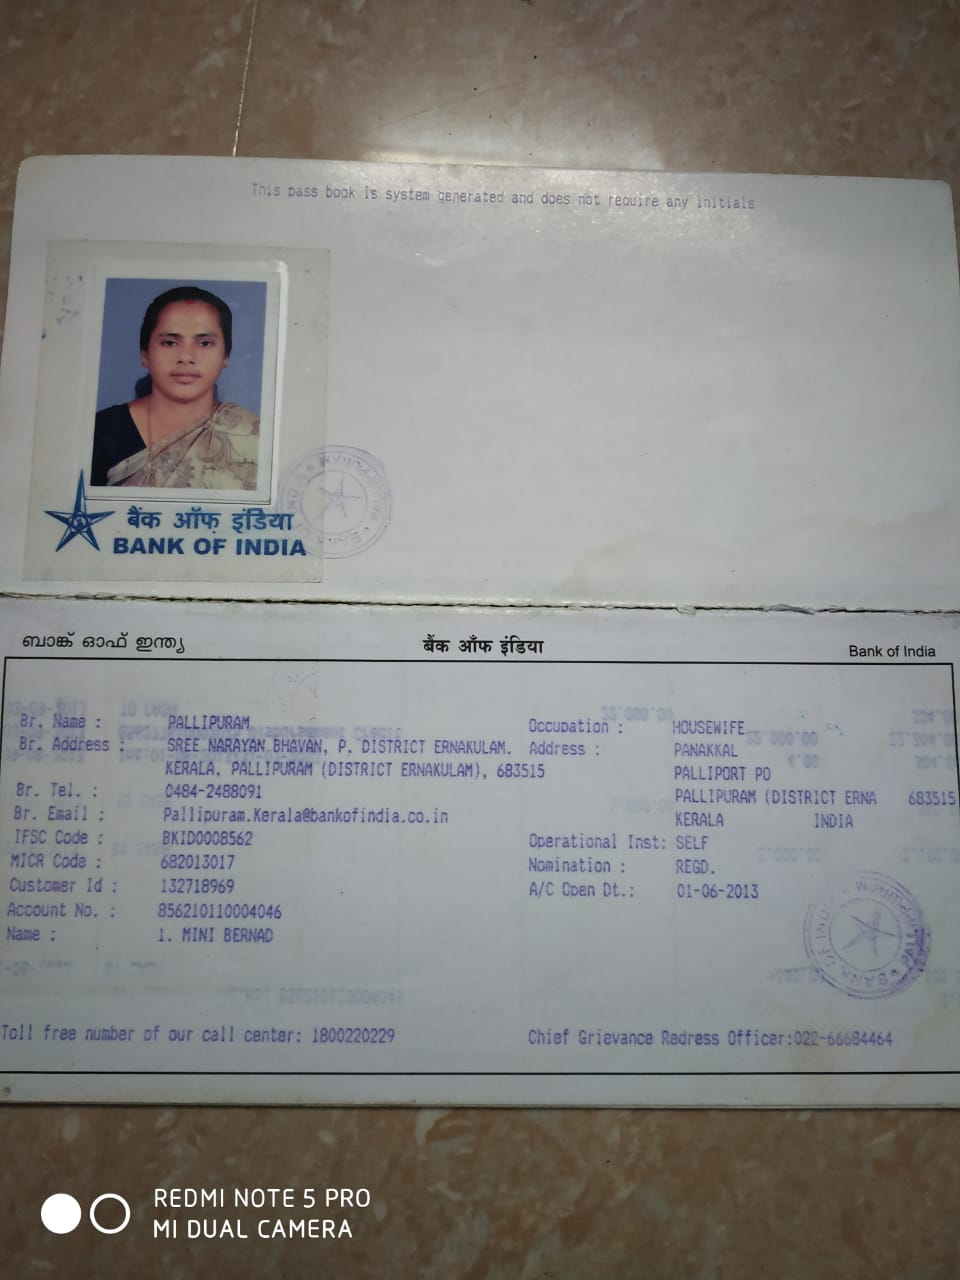 This pass book is system generated and does not require any initials
बैंक ऑफ़ इंडिया
BANK OF INDIA
ബാങ്ക് ഓഫ് ഇന്ത്യ बैंक ऑफ़ इंडिया Bank of India
Br. Name : PALLIPURAM Occupation : HOUSEWIFE
Br. Address : SREE NARAYAN BHAVAN, P. DISTRICT ERNAKULAM. Address : PANAKKAL
KERALA, PALLIPURAM (DISTRICT ERNAKULAM), 683515 PALLIPORT PO
Br. Tel. : 0484-2488091 PALLIPURAM (DISTRICT ERNA 683515
Br. Email : Pallipuram.Kerala@bankofindia.co.in KERALA INDIA
IFSC Code : BKID0008562 Operational Inst: SELF
MICR Code : 682013017 Nomination : REGD.
Customer Id : 132718969 A/C Open Dt.: 01-06-2013
Account No. : 856210110004046
Name : 1. MINI BERNAD
Toll free number of our call center: 1800220229 Chief Grievance Redress Officer:022-66684464
REDMI NOTE 5 PRO
MI DUAL CAMERA